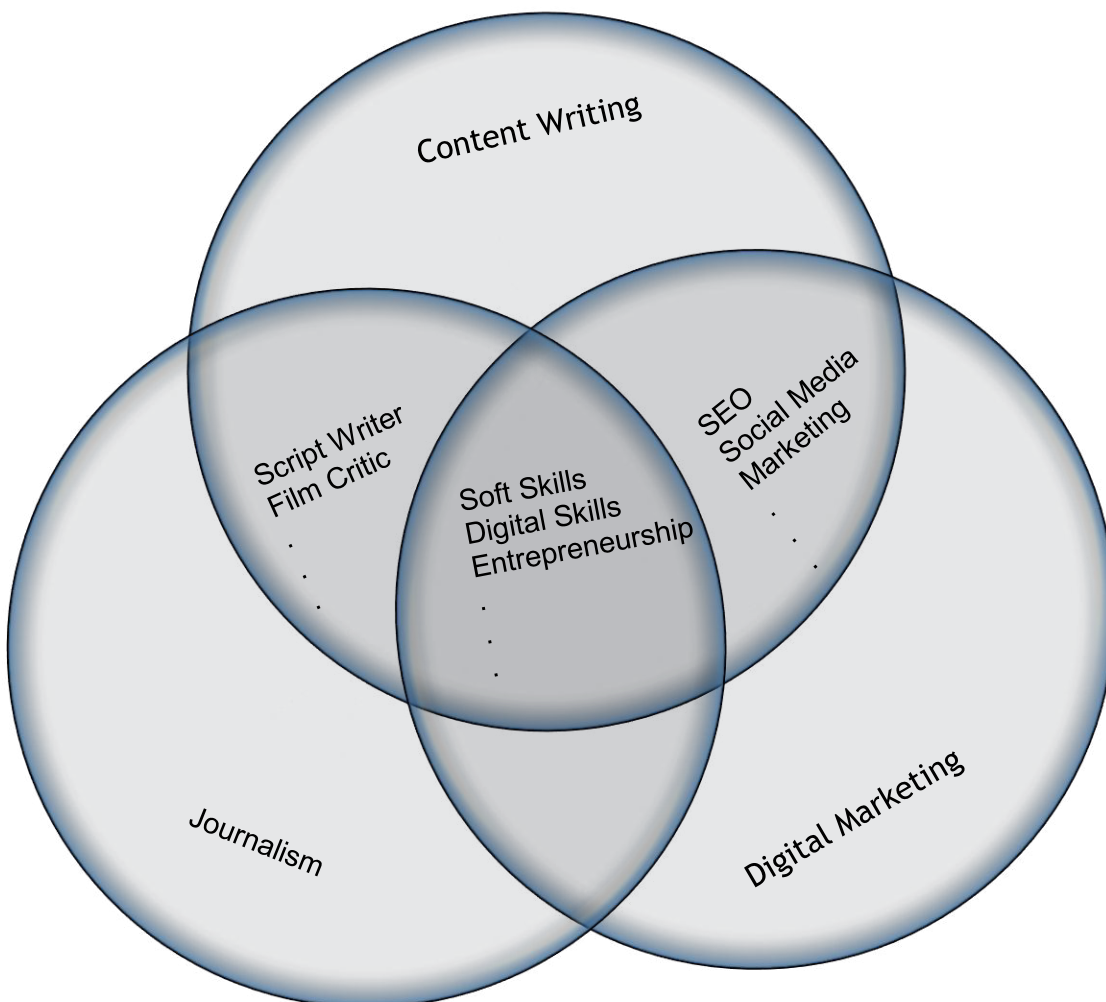 Content Writing
SEO
Social Media
Marketing
.
.
.
Script Writer
Film Critic
.
.
.
Soft Skills
Digital Skills
Entrepreneurship
.
.
.
Journalism
Digital Marketing